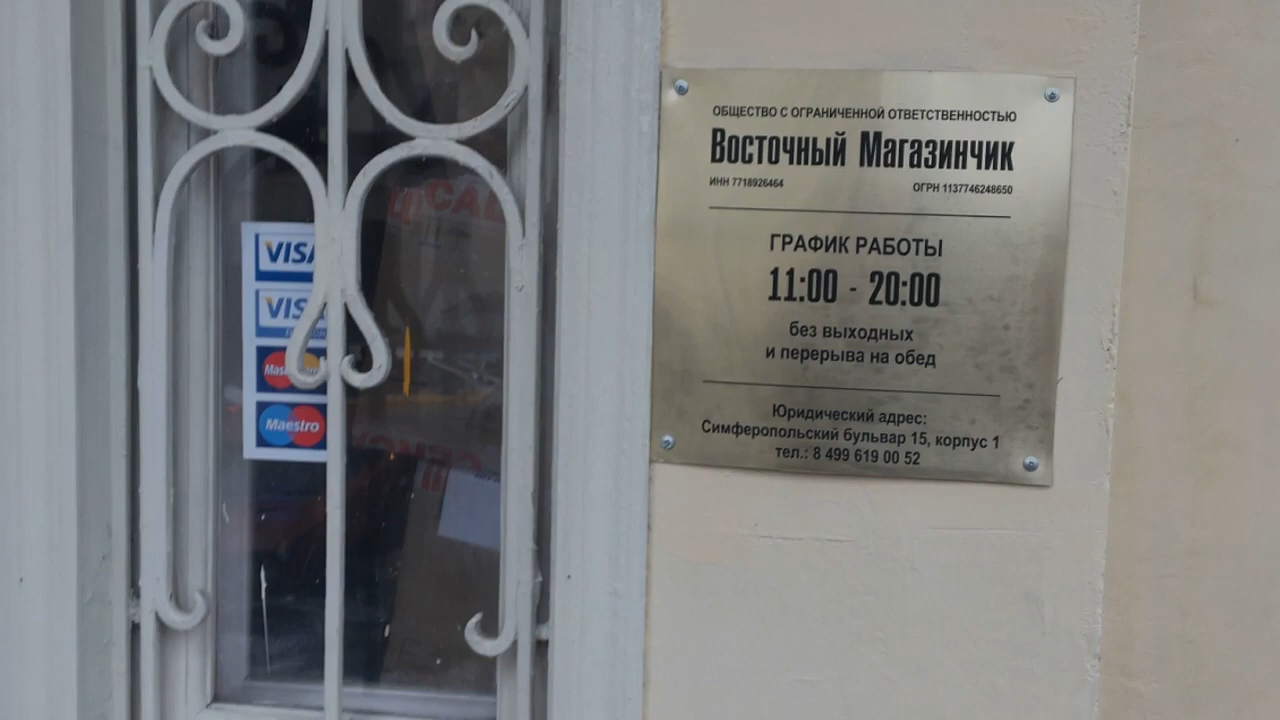 VISA
VISA
Maestro
ОБЩЕСТВО С ОГРАНИЧЕННОЙ ОТВЕТСТВЕННОСТЬЮ
Восточный Магазинчик
ИНН 7718926464 ОГРН 1137746248650
ГРАФИК РАБОТЫ
11:00 - 20:00
без выходных
и перерыва на обед
Юридический адрес:
Симферопольский бульвар 15, корпус 1
тел.: 8 499 619 00 52